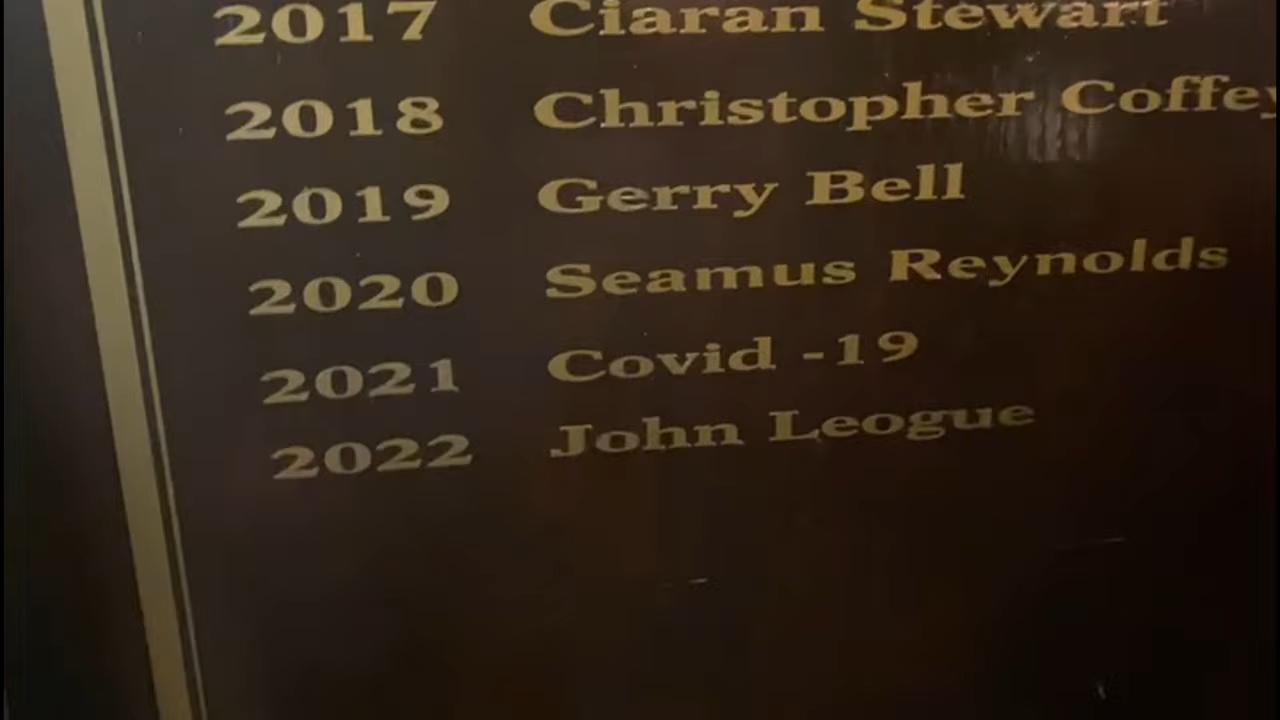 2017 Ciaran Stewart
2018 Christopher Coffey
2019 Gerry Bell
2020 Seamus Reynolds
2021 Covid -19
2022 John Leogue